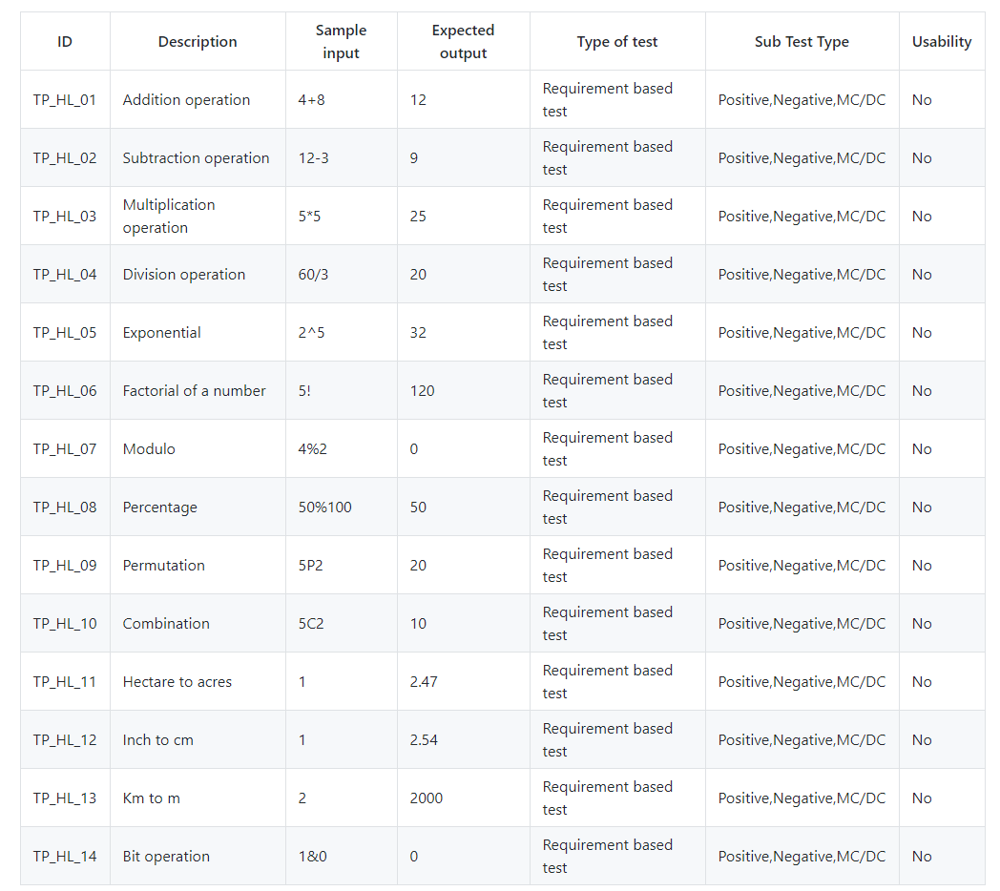 ID Description Sample input Expected output Type of test Sub Test Type Usability
TP_HL_01 Addition operation 4+8 12 Requirement based test Positive,Negative,MC/DC No
TP_HL_02 Subtraction operation 12-3 9 Requirement based test Positive,Negative,MC/DC No
TP_HL_03 Multiplication operation 5*5 25 Requirement based test Positive,Negative,MC/DC No
TP_HL_04 Division operation 60/3 20 Requirement based test Positive,Negative,MC/DC No
TP_HL_05 Exponential 2^5 32 Requirement based test Positive,Negative,MC/DC No
TP_HL_06 Factorial of a number 5! 120 Requirement based test Positive,Negative,MC/DC No
TP_HL_07 Modulo 4%2 0 Requirement based test Positive,Negative,MC/DC No
TP_HL_08 Percentage 50%100 50 Requirement based test Positive,Negative,MC/DC No
TP_HL_09 Permutation 5P2 20 Requirement based test Positive,Negative,MC/DC No
TP_HL_10 Combination 5C2 10 Requirement based test Positive,Negative,MC/DC No
TP_HL_11 Hectare to acres 1 2.47 Requirement based test Positive,Negative,MC/DC No
TP_HL_12 Inch to cm 1 2.54 Requirement based test Positive,Negative,MC/DC No
TP_HL_13 Km to m 2 2000 Requirement based test Positive,Negative,MC/DC No
TP_HL_14 Bit operation 1&0 0 Requirement based test Positive,Negative,MC/DC No